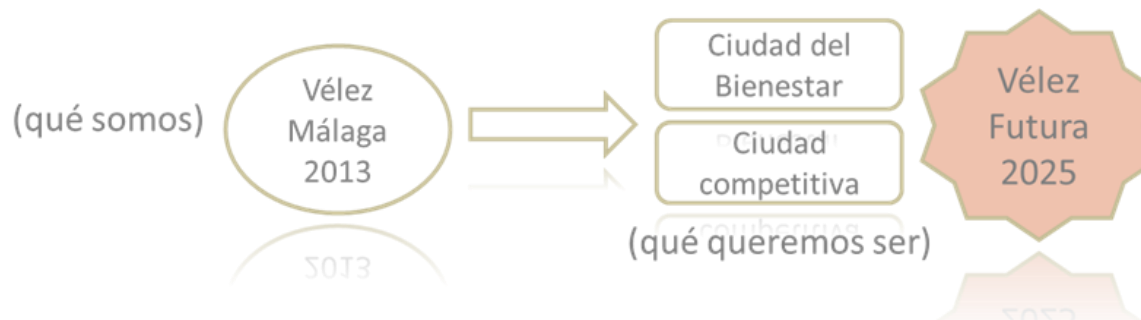 (qué somos)
Vélez
Málaga
2013
Ciudad del
Bienestar
Ciudad
competitiva
(qué queremos ser)
Vélez
Futura
2025